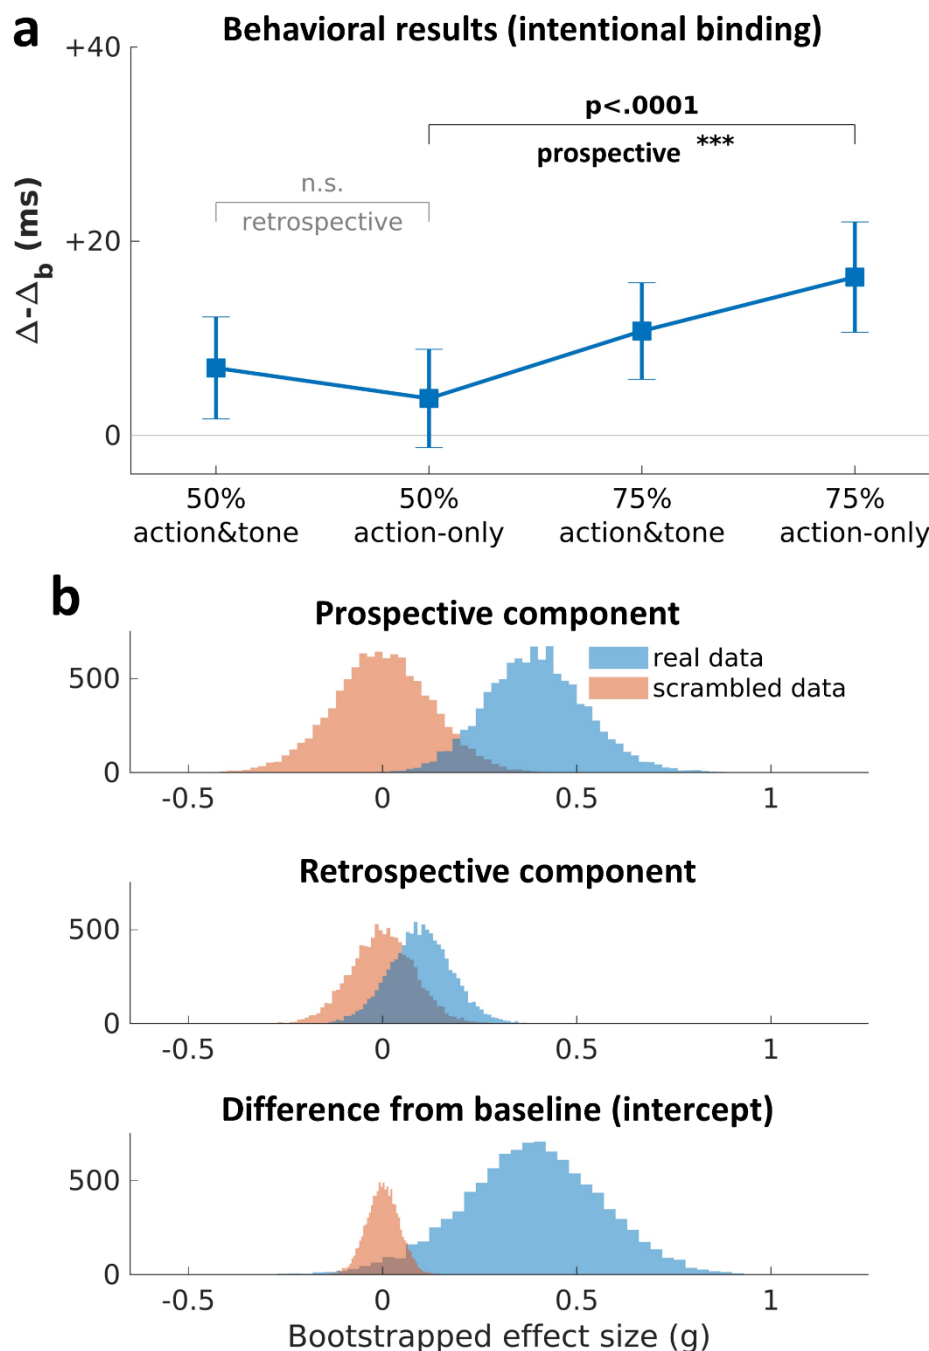 a
Behavioral results (intentional binding)
+40
p<.0001
prospective ***
n.s.
retrospective
+20
Δ-Δb (ms)
0
50% 50% 75% 75%
action&tone action-only action&tone action-only
b
Prospective component
real data
scrambled data
500
0
-0.5 0 0.5 1
Retrospective component
500
0
-0.5 0 0.5 1
Difference from baseline (intercept)
500
0
-0.5 0 0.5 1
Bootstrapped effect size (g)